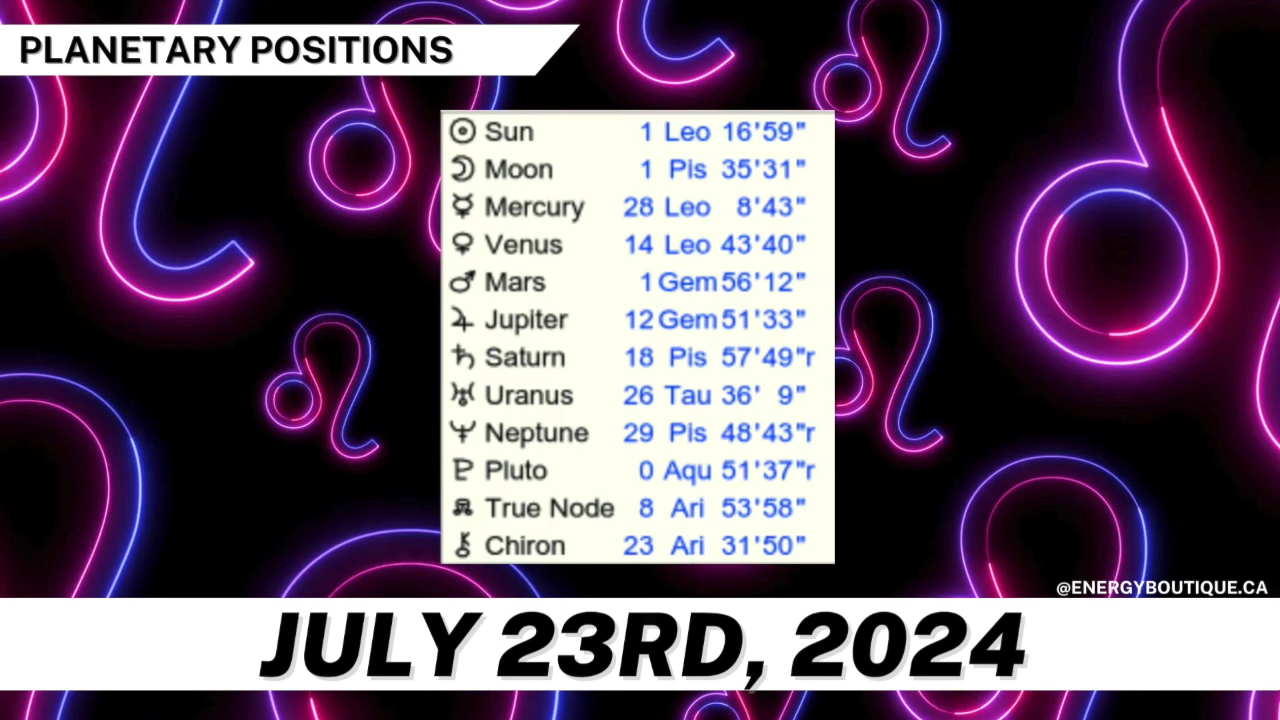 PLANETARY POSITIONS
☉ Sun 1 Leo 16'59"
☽ Moon 1 Pis 35'31"
☿ Mercury 28 Leo 8'43"
♀ Venus 14 Leo 43'40"
♂ Mars 1 Gem 56'12"
♃ Jupiter 12 Gem 51'33"
♄ Saturn 18 Pis 57'49"r
♅ Uranus 26 Tau 36' 9"
♆ Neptune 29 Pis 48'43"r
♇ Pluto 0 Aqu 51'37"r
☊ True Node 8 Ari 53'58"
⚷ Chiron 23 Ari 31'50"
@ENERGYBOUTIQUE.CA
JULY 23RD, 2024